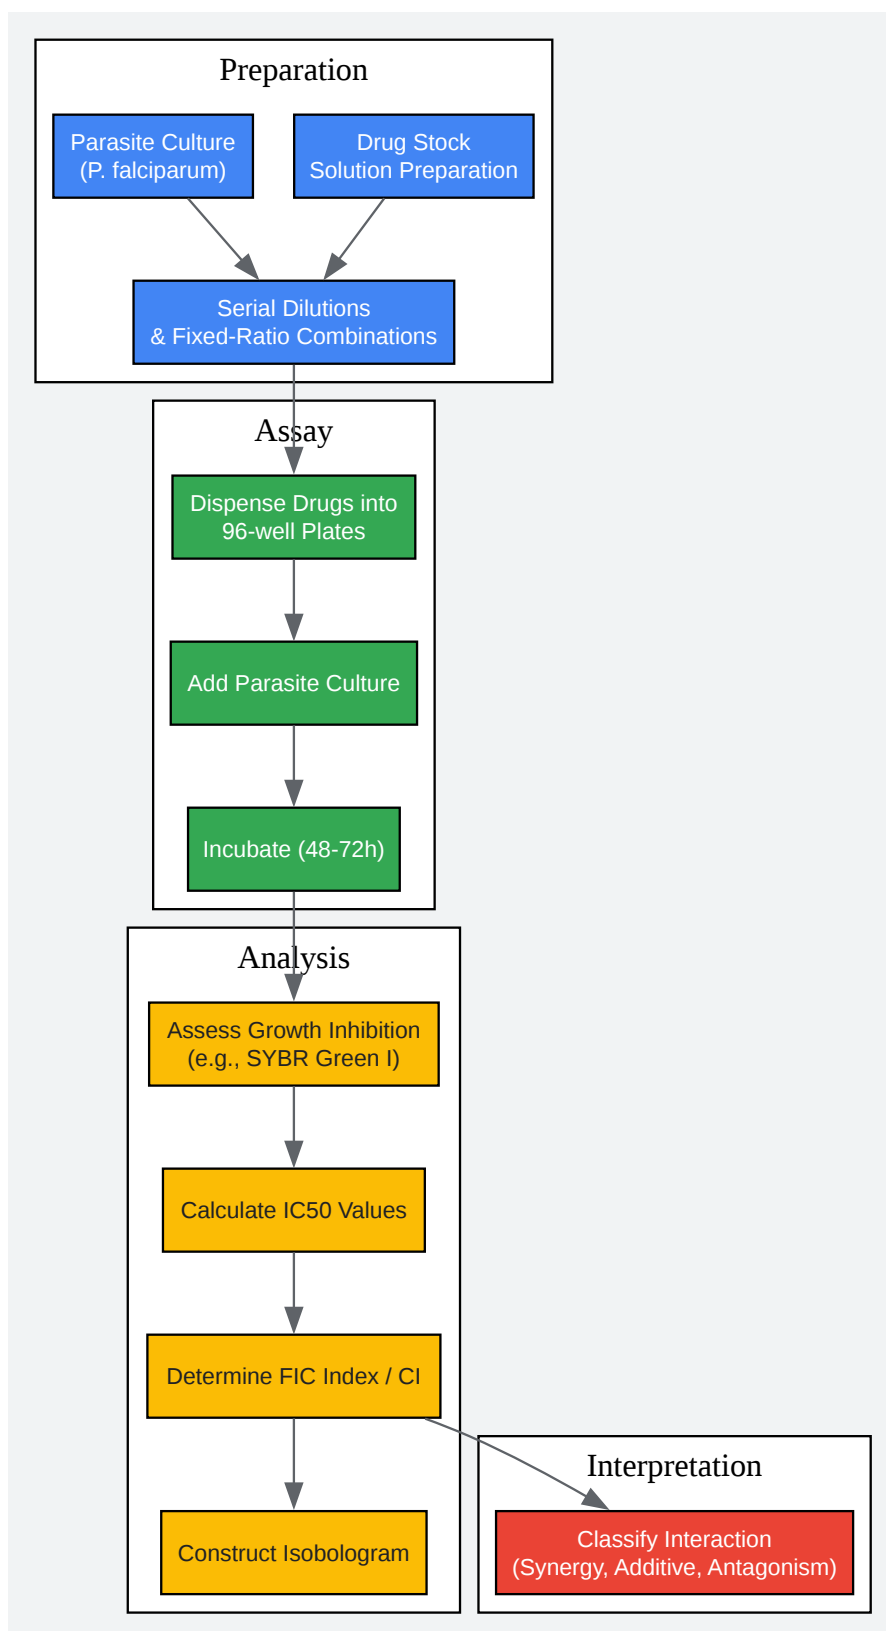 Preparation
Parasite Culture
(P. falciparum)
Drug Stock
Solution Preparation
Serial Dilutions
& Fixed-Ratio Combinations
Assay
Dispense Drugs into
96-well Plates
Add Parasite Culture
Incubate (48-72h)
Analysis
Assess Growth Inhibition
(e.g., SYBR Green I)
Calculate IC50 Values
Determine FIC Index / CI
Construct Isobologram
Interpretation
Classify Interaction
(Synergy, Additive, Antagonism)